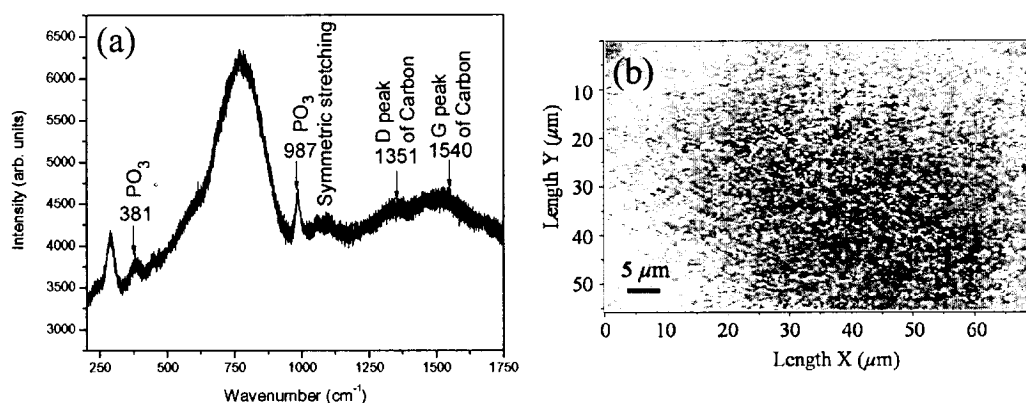 (a)
6500
6000
5500
5000
4500
4000
3500
3000
Intensity (arb. units)
381 PO3
987 PO3
Symmetric stretching
D peak
of Carbon
1351
G peak
of Carbon
1540
250 500 750 1000 1250 1500 1750
Wavenumber (cm-1)
(b)
10
20
30
40
50
Length Y (μm)
5 μm
0 10 20 30 40 50 60
Length X (μm)